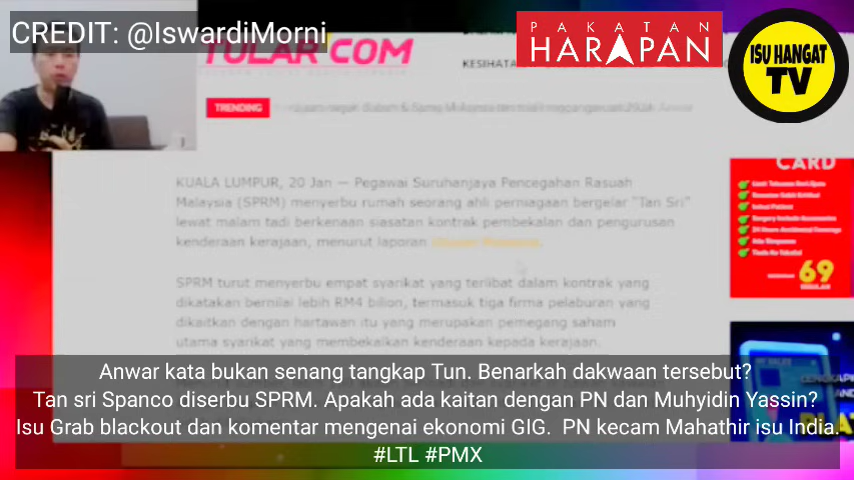 CREDIT: @IswardiMorni
TULAR COM
KESIHATA
PAKATAN
HARAPAN
ISU HANGAT
TV
TRENDING
CARD
KUALA LUMPUR, 20 Jan — Pegawai Suruhanjaya Pencegahan Rasuah
Malaysia (SPRM) menyerbu rumah seorang ahli perniagaan bergelar "Tan Sri"
lewat malam tadi berkenaan siasatan kontrak pembekalan dan pengurusan
kenderaan kerajaan, menurut laporan
SPRM turut menyerbu empat syarikat yang terlibat dalam kontrak yang
dikatakan bernilai lebih RM4 bilion, termasuk tiga firma pelaburan yang
dikaitkan dengan hartawan itu yang merupakan pemegang saham
utama syarikat yang membekalkan kenderaan kepada kerajaan.
69
Anwar kata bukan senang tangkap Tun. Benarkah dakwaan tersebut?
Tan sri Spanco diserbu SPRM. Apakah ada kaitan dengan PN dan Muhyidin Yassin?
Isu Grab blackout dan komentar mengenai ekonomi GIG. PN kecam Mahathir isu India.
#LTL #PMX